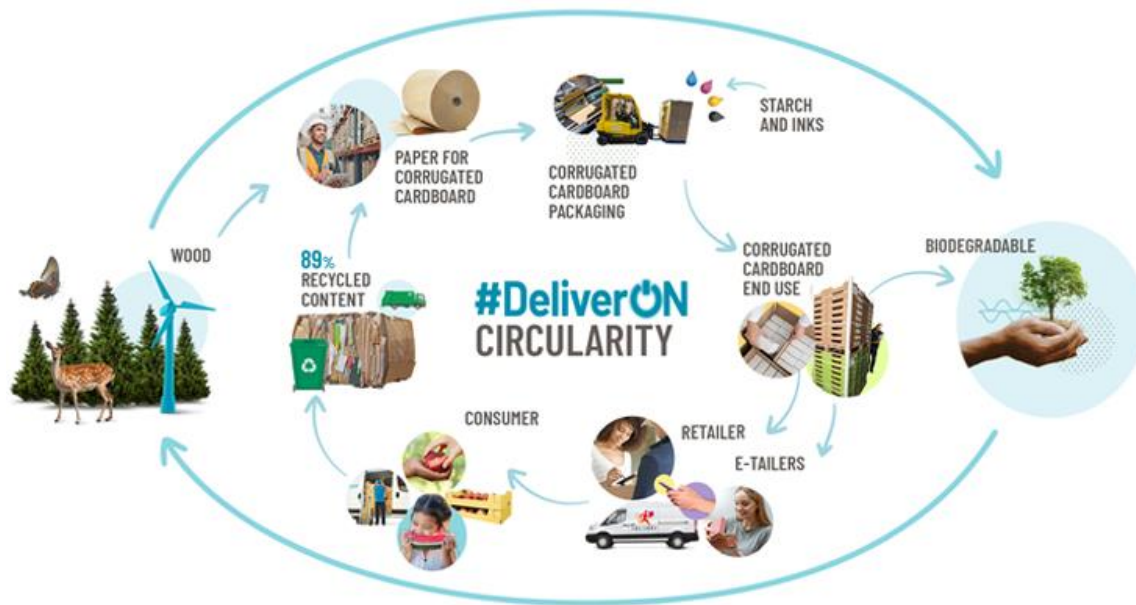 WOOD
PAPER FOR
CORRUGATED
CARDBOARD
CORRUGATED
CARDBOARD
PACKAGING
STARCH
AND INKS
89%
RECYCLED
CONTENT
#DeliverON
CIRCULARITY
CORRUGATED
CARDBOARD
END USE
BIODEGRADABLE
CONSUMER
RETAILER
E-TAILERS